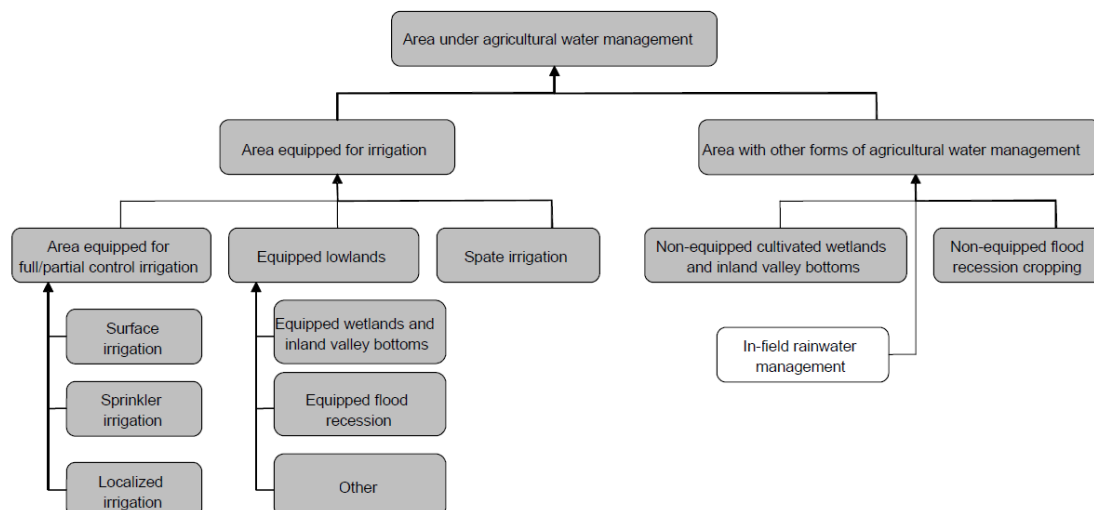 Area under agricultural water management
Area equipped for irrigation
Area with other forms of agricultural water management
Area equipped for
full/partial control irrigation
Equipped lowlands
Spate irrigation
Non-equipped cultivated wetlands
and inland valley bottoms
Non-equipped flood
recession cropping
Surface
irrigation
Equipped wetlands and
inland valley bottoms
In-field rainwater
management
Sprinkler
irrigation
Equipped flood
recession
Localized
irrigation
Other